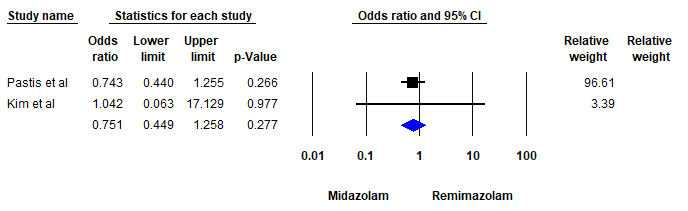 Study name Statistics for each study Odds ratio and 95% CI
Odds Lower Upper Relative Relative
ratio limit limit p-Value weight weight
Pastis et al 0.743 0.440 1.255 0.266 96.61
Kim et al 1.042 0.063 17.129 0.977 3.39
0.751 0.449 1.258 0.277
0.01 0.1 1 10 100
Midazolam Remimazolam